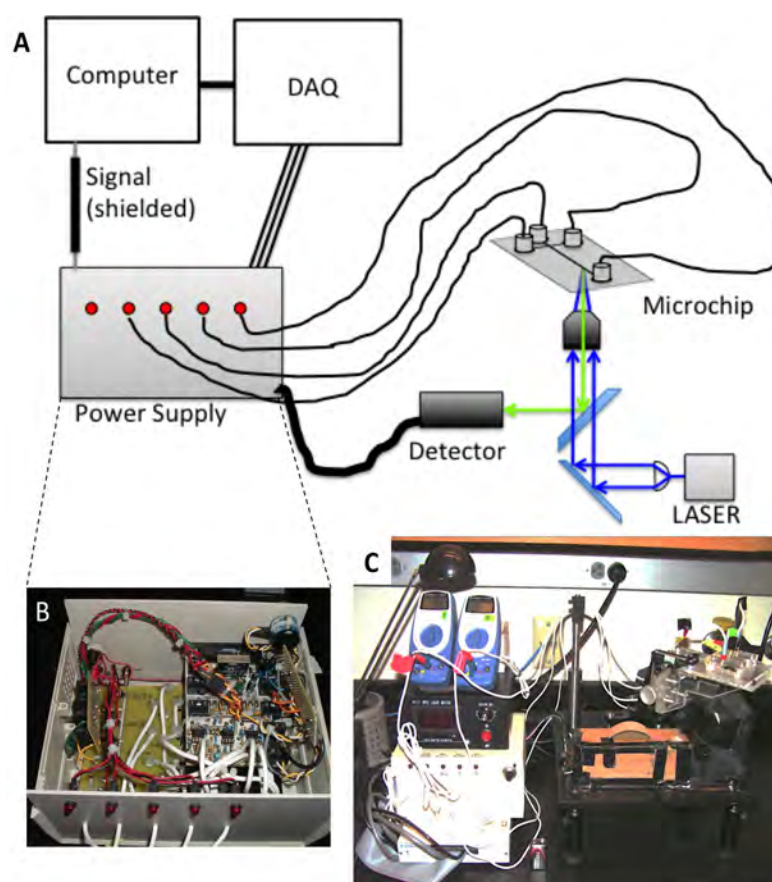 A
Computer
DAQ
Signal
(shielded)
Microchip
Power Supply
Detector
LASER
B
C